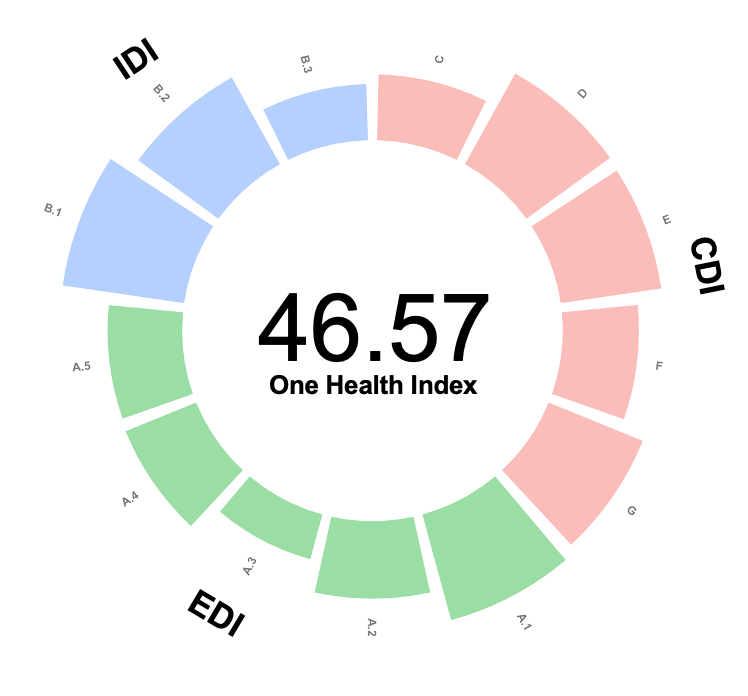 IDI
B.3
C
B.2
D
B.1
E
CDI
46.57
One Health Index
A.5
F
A.4
G
A.3
EDI
A.2
A.1